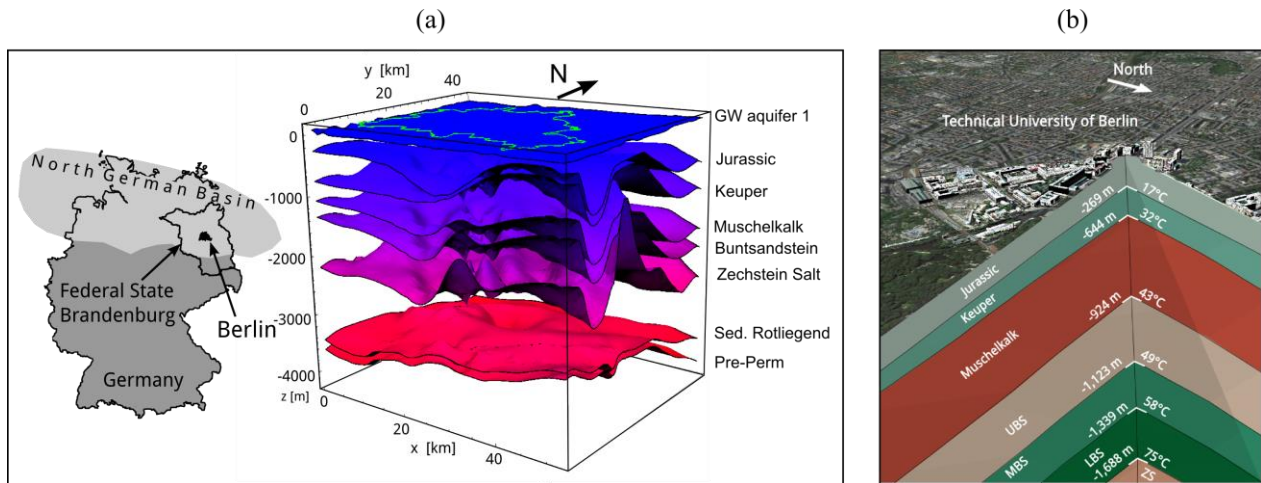 (a)
(b)
North German Basin
Federal State
Brandenburg
Berlin
Germany
y [km]
0
20
40
N
0
-1000
-2000
-3000
-4000
z [m]
0
20
40
x [km]
GW aquifer 1
Jurassic
Keuper
Muschelkalk
Buntsandstein
Zechstein Salt
Sed. Rotliegend
Pre-Perm
North
Technical University of Berlin
-269 m
17°C
-644 m
32°C
-924 m
43°C
-1,123 m
49°C
-1,339 m
58°C
-1,688 m
75°C
Jurassic
Keuper
Muschelkalk
UBS
MBS
LBS
ZS